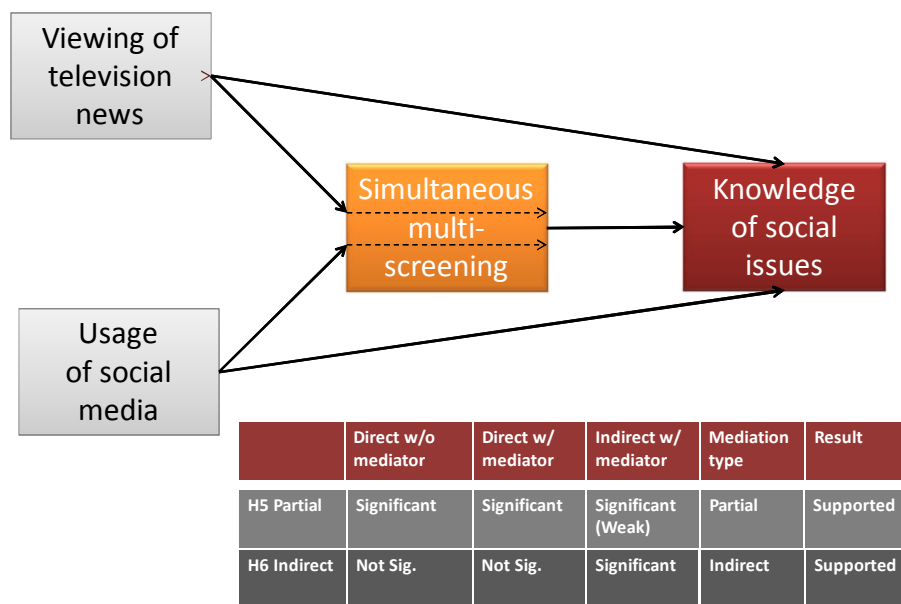 Viewing of
television
news
Simultaneous
multi-
screening
Knowledge
of social
issues
Usage
of social
media
Direct w/o
mediator
Direct w/
mediator
Indirect w/
mediator
Mediation
type
Result
H5 Partial
Significant
Significant
Significant
(Weak)
Partial
Supported
H6 Indirect
Not Sig.
Not Sig.
Significant
Indirect
Supported